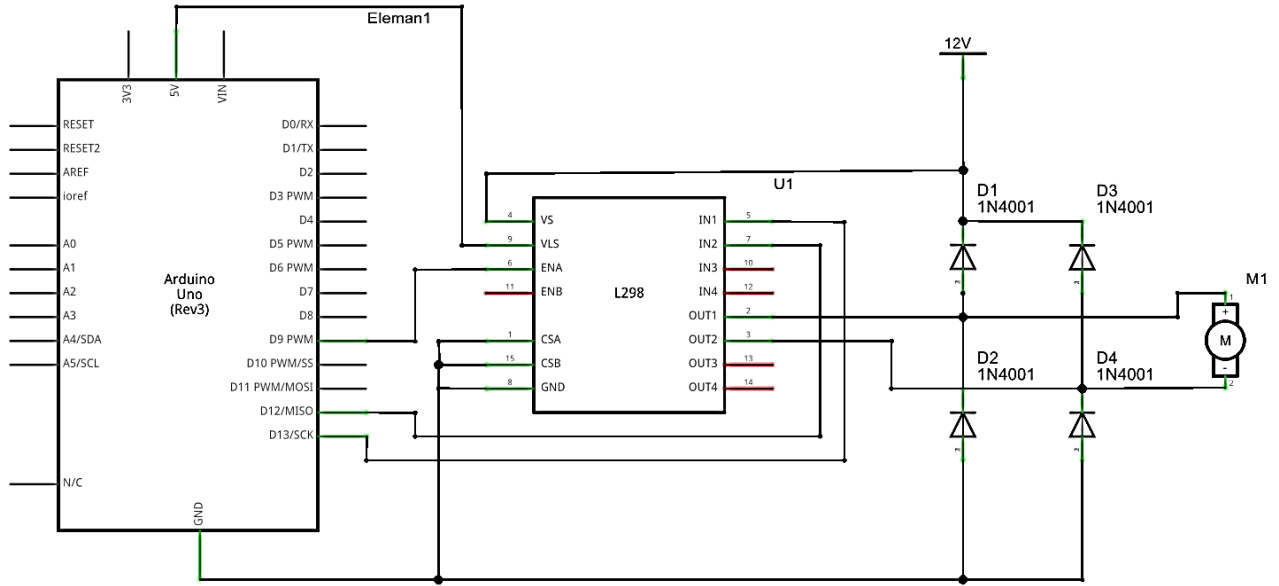 Eleman1
12V
3V3
5V
VIN
RESET
RESET2
AREF
ioref
A0
A1
A2
A3
A4/SDA
A5/SCL
N/C
Arduino
Uno
(Rev3)
D0/RX
D1/TX
D2
D3 PWM
D4
D5 PWM
D6 PWM
D7
D8
D9 PWM
D10 PWM/SS
D11 PWM/MOSI
D12/MISO
D13/SCK
GND
U1
4 VS
9 VLS
6 ENA
11 ENB
1 CSA
15 CSB
8 GND
L298
IN1 5
IN2 7
IN3 10
IN4 12
OUT1 2
OUT2 3
OUT3 13
OUT4 14
D1
1N4001
D3
1N4001
D2
1N4001
D4
1N4001
M1
1
+
M
-
2